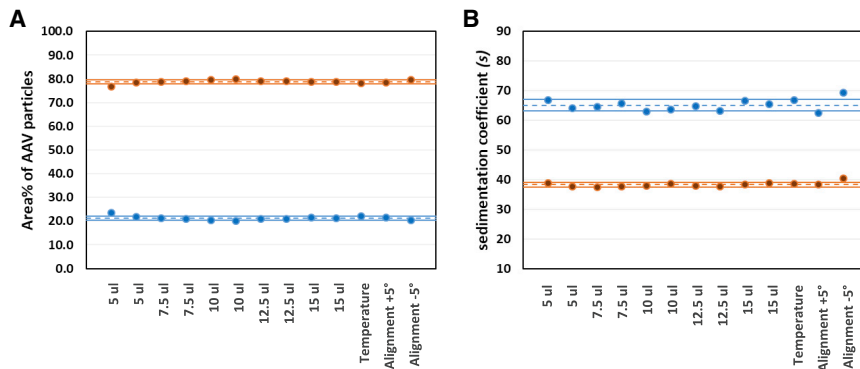 A
Area% of AAV particles
100.0
90.0
80.0
70.0
60.0
50.0
40.0
30.0
20.0
10.0
0.0
5 ul
5 ul
7.5 ul
7.5 ul
10 ul
10 ul
12.5 ul
12.5 ul
15 ul
15 ul
Temperature
Alignment +5°
Alignment -5°
B
sedimentation coefficient (s)
90
80
70
60
50
40
30
20
10
5 ul
5 ul
7.5 ul
7.5 ul
10 ul
10 ul
12.5 ul
12.5 ul
15 ul
15 ul
Temperature
Alignment +5°
Alignment -5°